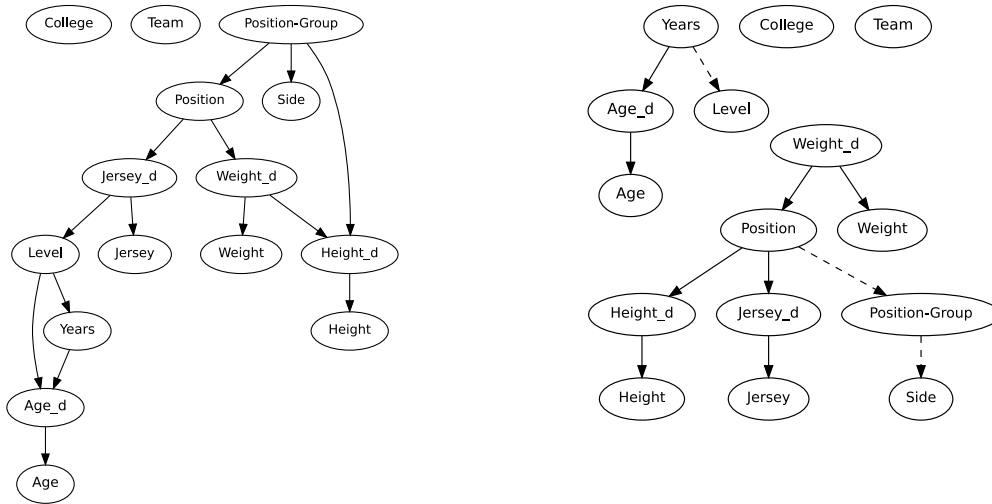 College
Team
Position-Group
Position
Side
Jersey_d
Weight_d
Level
Jersey
Weight
Height_d
Years
Height
Age_d
Age
Years
College
Team
Age_d
Level
Weight_d
Age
Position
Weight
Height_d
Jersey_d
Position-Group
Height
Jersey
Side